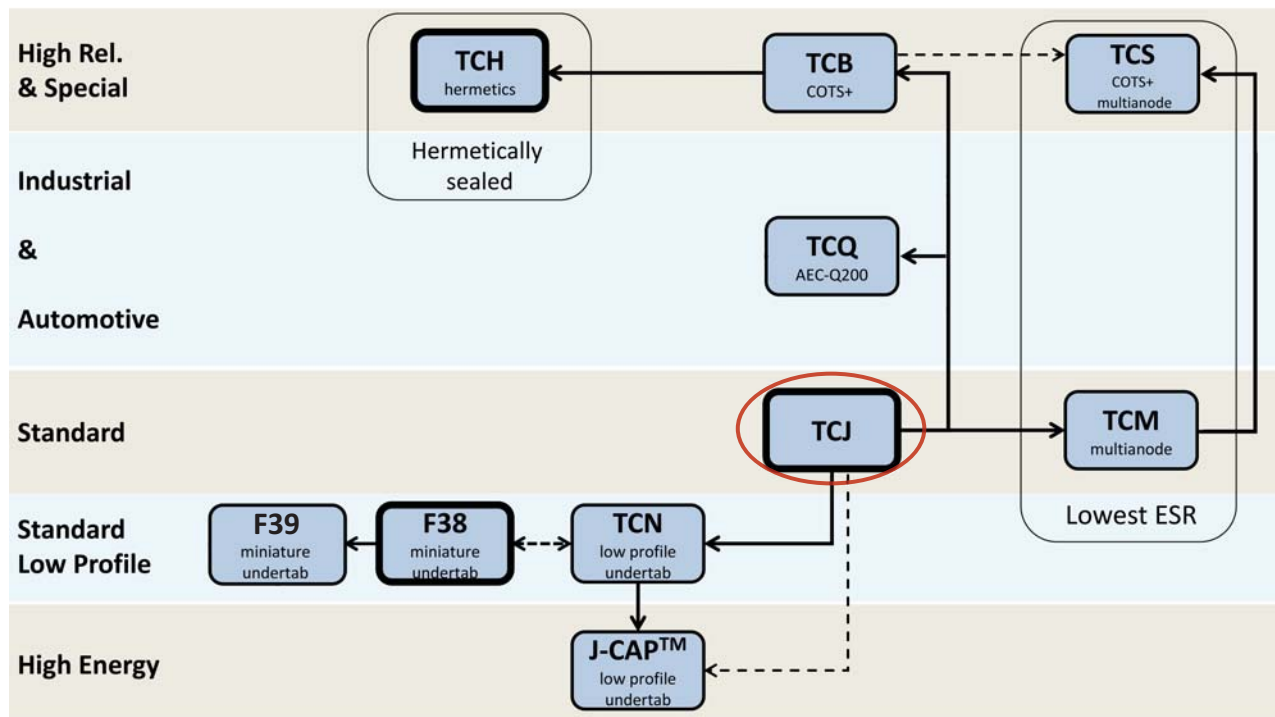 High Rel.
& Special
TCH
hermetics
Hermetically
sealed
TCB
COTS+
TCS
COTS+
multianode
Industrial
&
Automotive
TCQ
AEC-Q200
Standard
TCJ
TCM
multianode
Lowest ESR
Standard
Low Profile
F39
miniature
undertab
F38
miniature
undertab
TCN
low profile
undertab
High Energy
J-CAP™
low profile
undertab